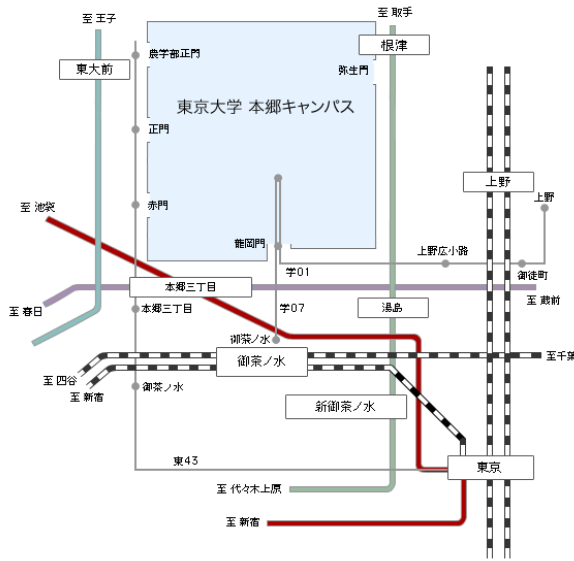 至 取手
至 王子
根津
農学部正門
東大前
弥生門
東京大学 本郷キャンパス
正門
上野
上野
至 池袋
赤門
龍岡門
上野広小路
学01
御徒町
本郷三丁目
至 蔵前
至 春日
本郷三丁目
学07
湯島
御茶ノ水
御茶ノ水
至千葉
至 四谷
至 新宿
御茶ノ水
新御茶ノ水
東43
東京
至 代々木上原
至 新宿